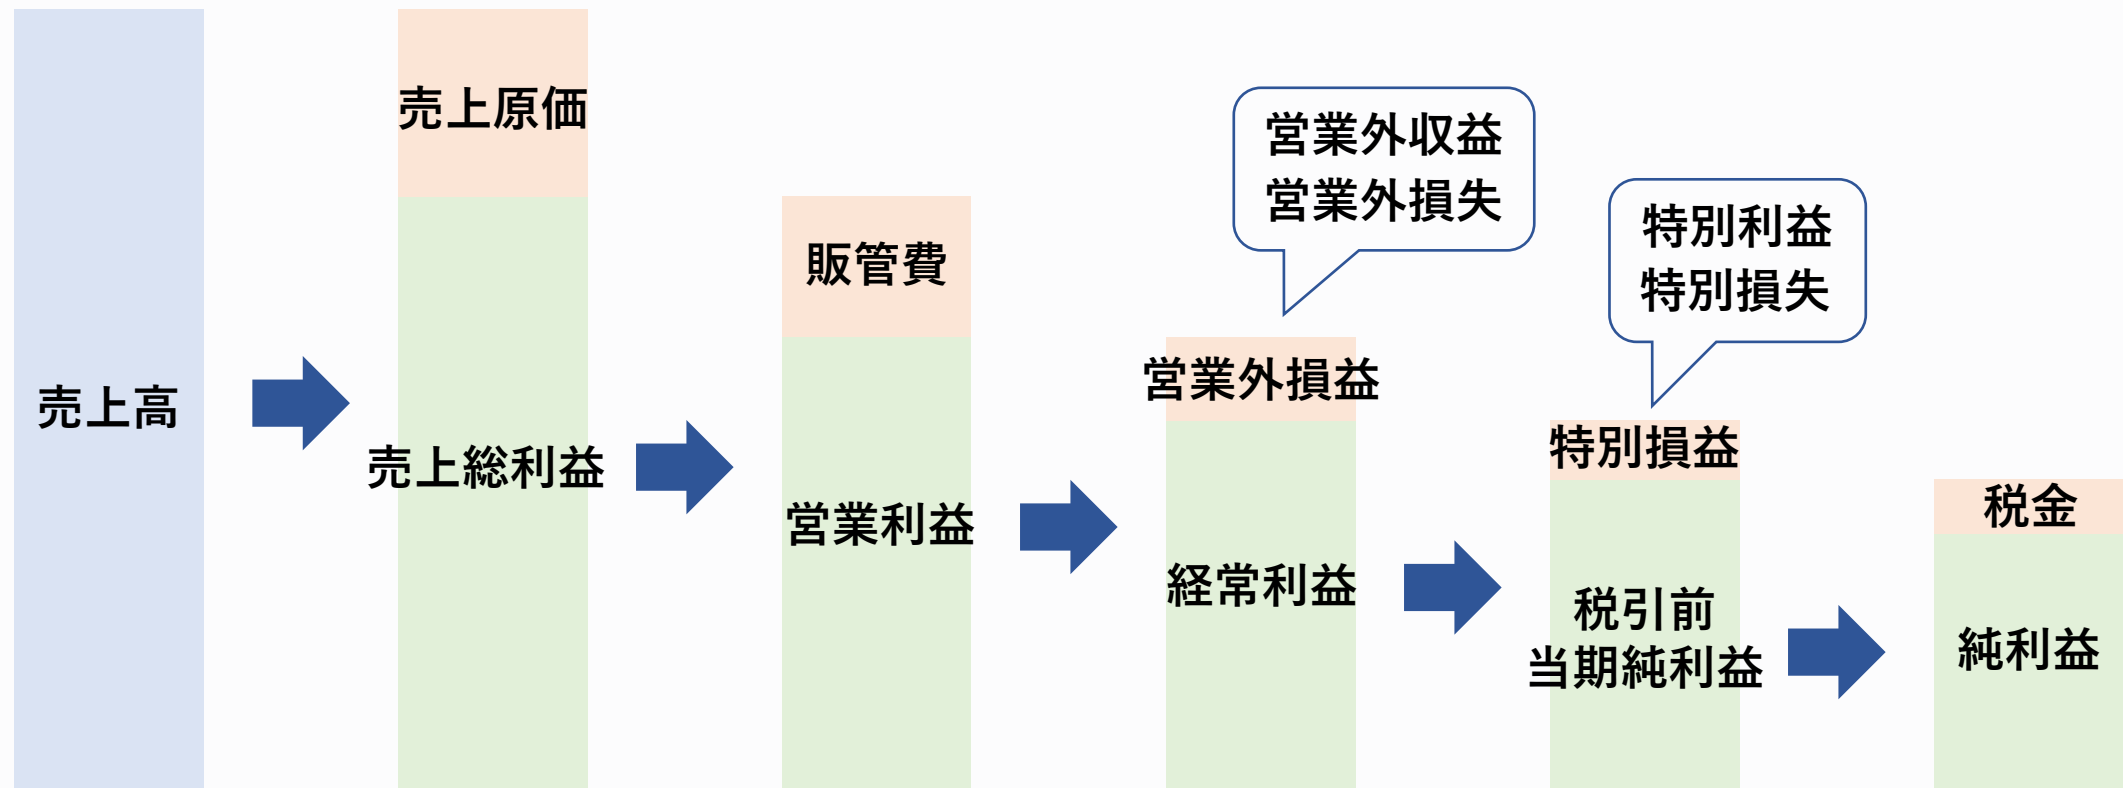 売上高
売上原価
売上総利益
販管費
営業利益
営業外収益
営業外損失
営業外損益
経常利益
特別利益
特別損失
特別損益
税引前
当期純利益
税金
純利益